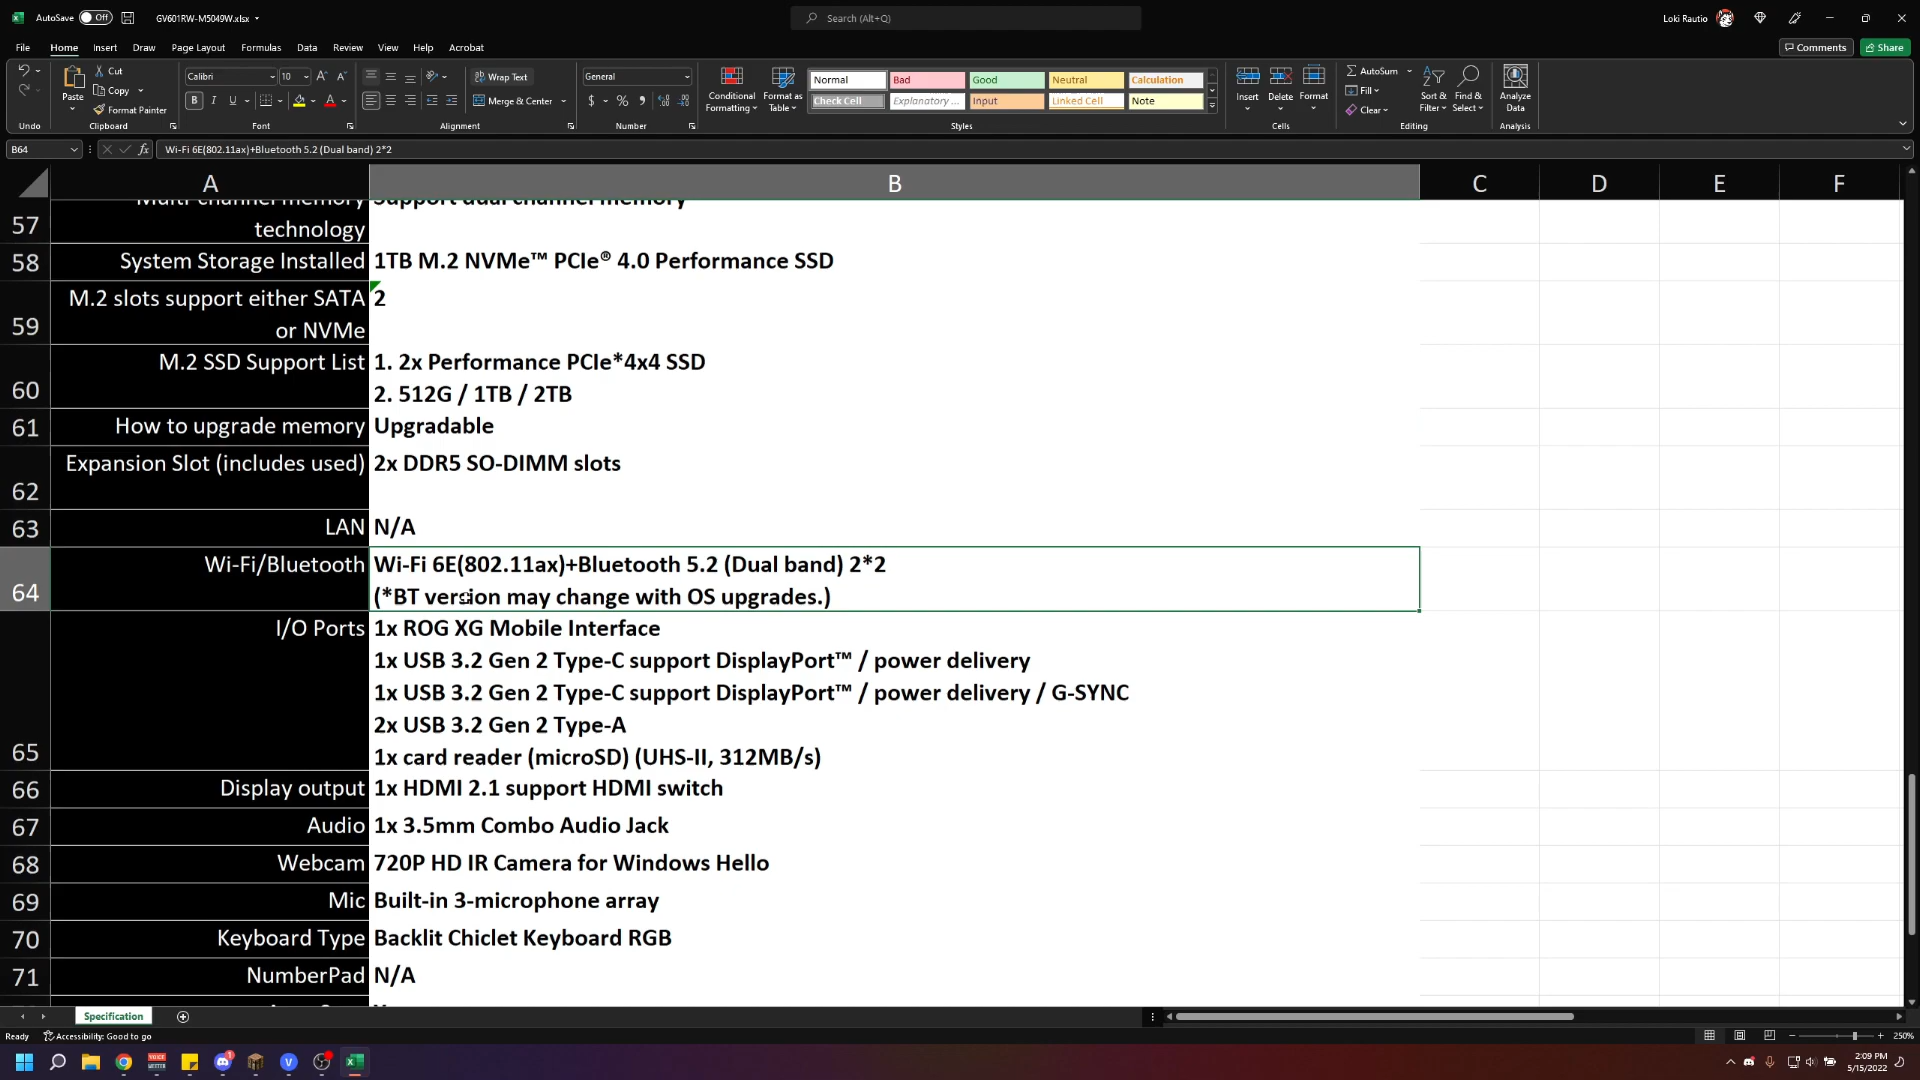 AutoSave Off GV601RW-M5049W.xlsx Search (Alt+Q) Loki Rautio
File Home Insert Draw Page Layout Formulas Data Review View Help Acrobat Comments Share
Paste Cut Copy Format Painter
Calibri 10
B I U
Wrap Text
Merge & Center
General
$ %
Conditional Formatting Format as Table
Normal Bad Good Neutral Calculation
Check Cell Explanatory ... Input Linked Cell Note
Insert Delete Format
AutoSum
Fill
Clear
Sort & Filter Find & Select
Analyze Data
Undo Clipboard Font Alignment Number Styles Cells Editing Analysis
B64 fx Wi-Fi 6E(802.11ax)+Bluetooth 5.2 (Dual band) 2*2
A B C D E F
Multi-channel memory Support dual channel memory
57 technology
58 System Storage Installed 1TB M.2 NVMe™ PCIe® 4.0 Performance SSD
M.2 slots support either SATA 2
59 or NVMe
M.2 SSD Support List 1. 2x Performance PCIe*4x4 SSD
60 2. 512G / 1TB / 2TB
61 How to upgrade memory Upgradable
Expansion Slot (includes used) 2x DDR5 SO-DIMM slots
62
63 LAN N/A
Wi-Fi/Bluetooth Wi-Fi 6E(802.11ax)+Bluetooth 5.2 (Dual band) 2*2
64 (*BT version may change with OS upgrades.)
I/O Ports 1x ROG XG Mobile Interface
1x USB 3.2 Gen 2 Type-C support DisplayPort™ / power delivery
1x USB 3.2 Gen 2 Type-C support DisplayPort™ / power delivery / G-SYNC
2x USB 3.2 Gen 2 Type-A
65 1x card reader (microSD) (UHS-II, 312MB/s)
66 Display output 1x HDMI 2.1 support HDMI switch
67 Audio 1x 3.5mm Combo Audio Jack
68 Webcam 720P HD IR Camera for Windows Hello
69 Mic Built-in 3-microphone array
70 Keyboard Type Backlit Chiclet Keyboard RGB
71 NumberPad N/A
Specification
Ready Accessibility: Good to go 250%
2:09 PM
5/15/2022